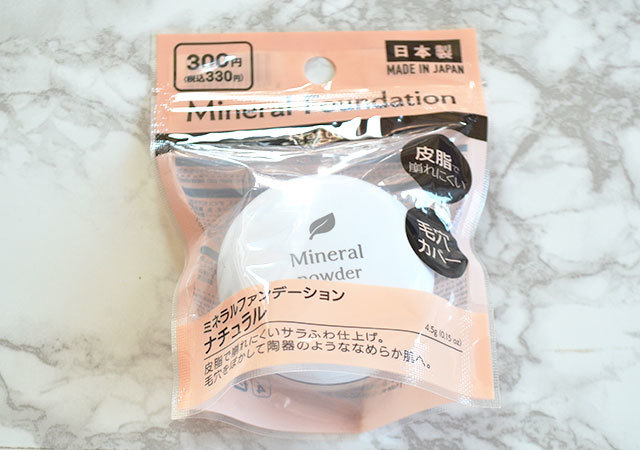 300円
(税込330円)
日本製
MADE IN JAPAN
Mineral Foundation
皮脂で
崩れにくい
毛穴
カバー
Mineral
powder
ミネラルファンデーション
ナチュラル
4.5g (0.15 oz)
皮脂で崩れにくいサラふわ仕上げ。
毛穴をぼかして陶器のようななめらか肌へ。